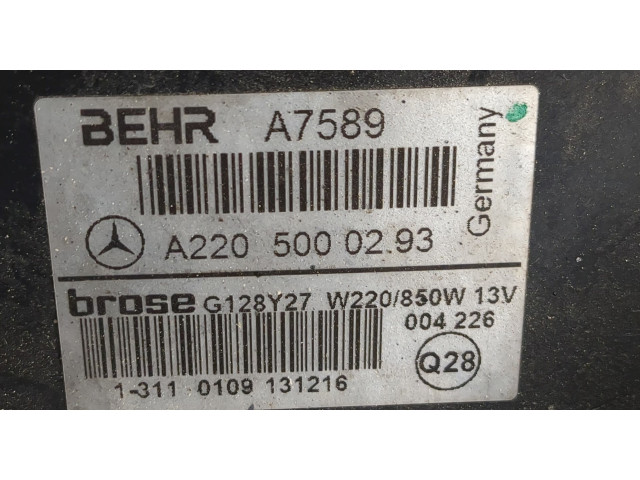 BEHR A7589
Germany
A220 500 02 93
brose G128Y27 W220/850W 13V
004 226
Q28
1-311 0109 131216